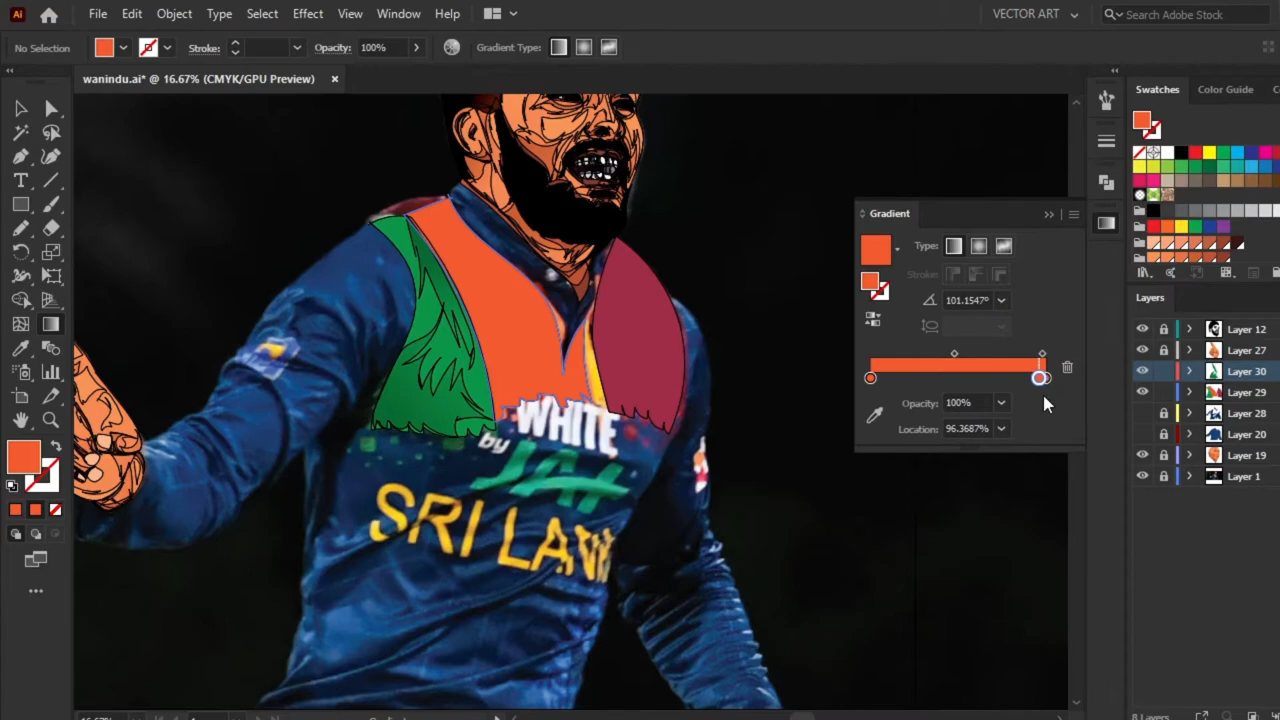 Ai File Edit Object Type Select Effect View Window Help VECTOR ART Search Adobe Stock
No Selection Stroke: Opacity: 100% Gradient Type:
wanindu.ai* @ 16.67% (CMYK/GPU Preview) ×
Swatches Color Guide
Gradient
Type:
Stroke:
101.1547°
Opacity: 100%
Location: 96.3687%
Layers
Layer 12
Layer 27
Layer 30
Layer 29
Layer 28
Layer 20
Layer 19
Layer 1
8 Layers
WHITE
by
SRI LANK